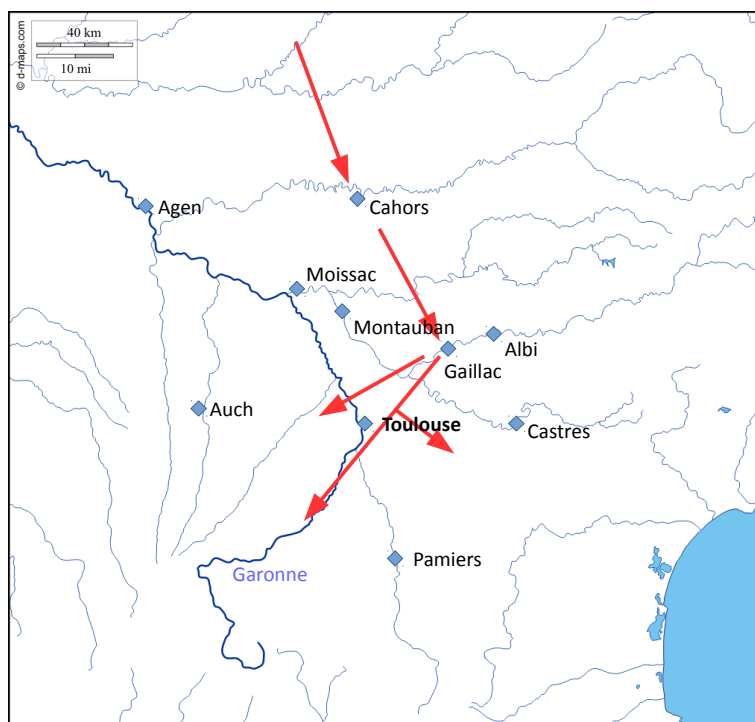 40 km
10 mi
© d-maps.com
Agen
Cahors
Moissac
Montauban
Albi
Gaillac
Auch
Toulouse
Castres
Garonne
Pamiers